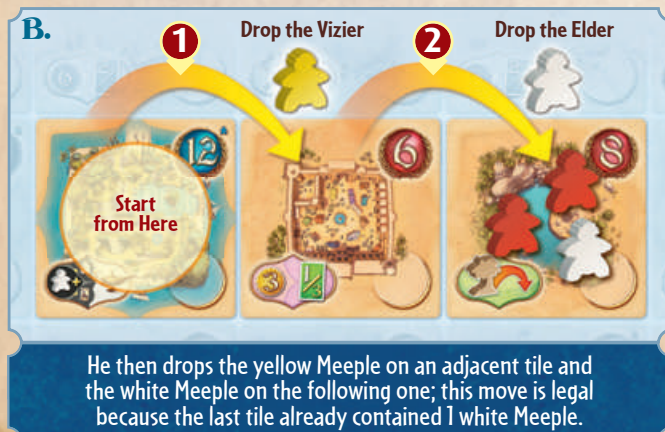 B.
1
Drop the Vizier
2
Drop the Elder
12
6
8
Start
from Here
3
1/3
He then drops the yellow Meeple on an adjacent tile and
the white Meeple on the following one; this move is legal
because the last tile already contained 1 white Meeple.